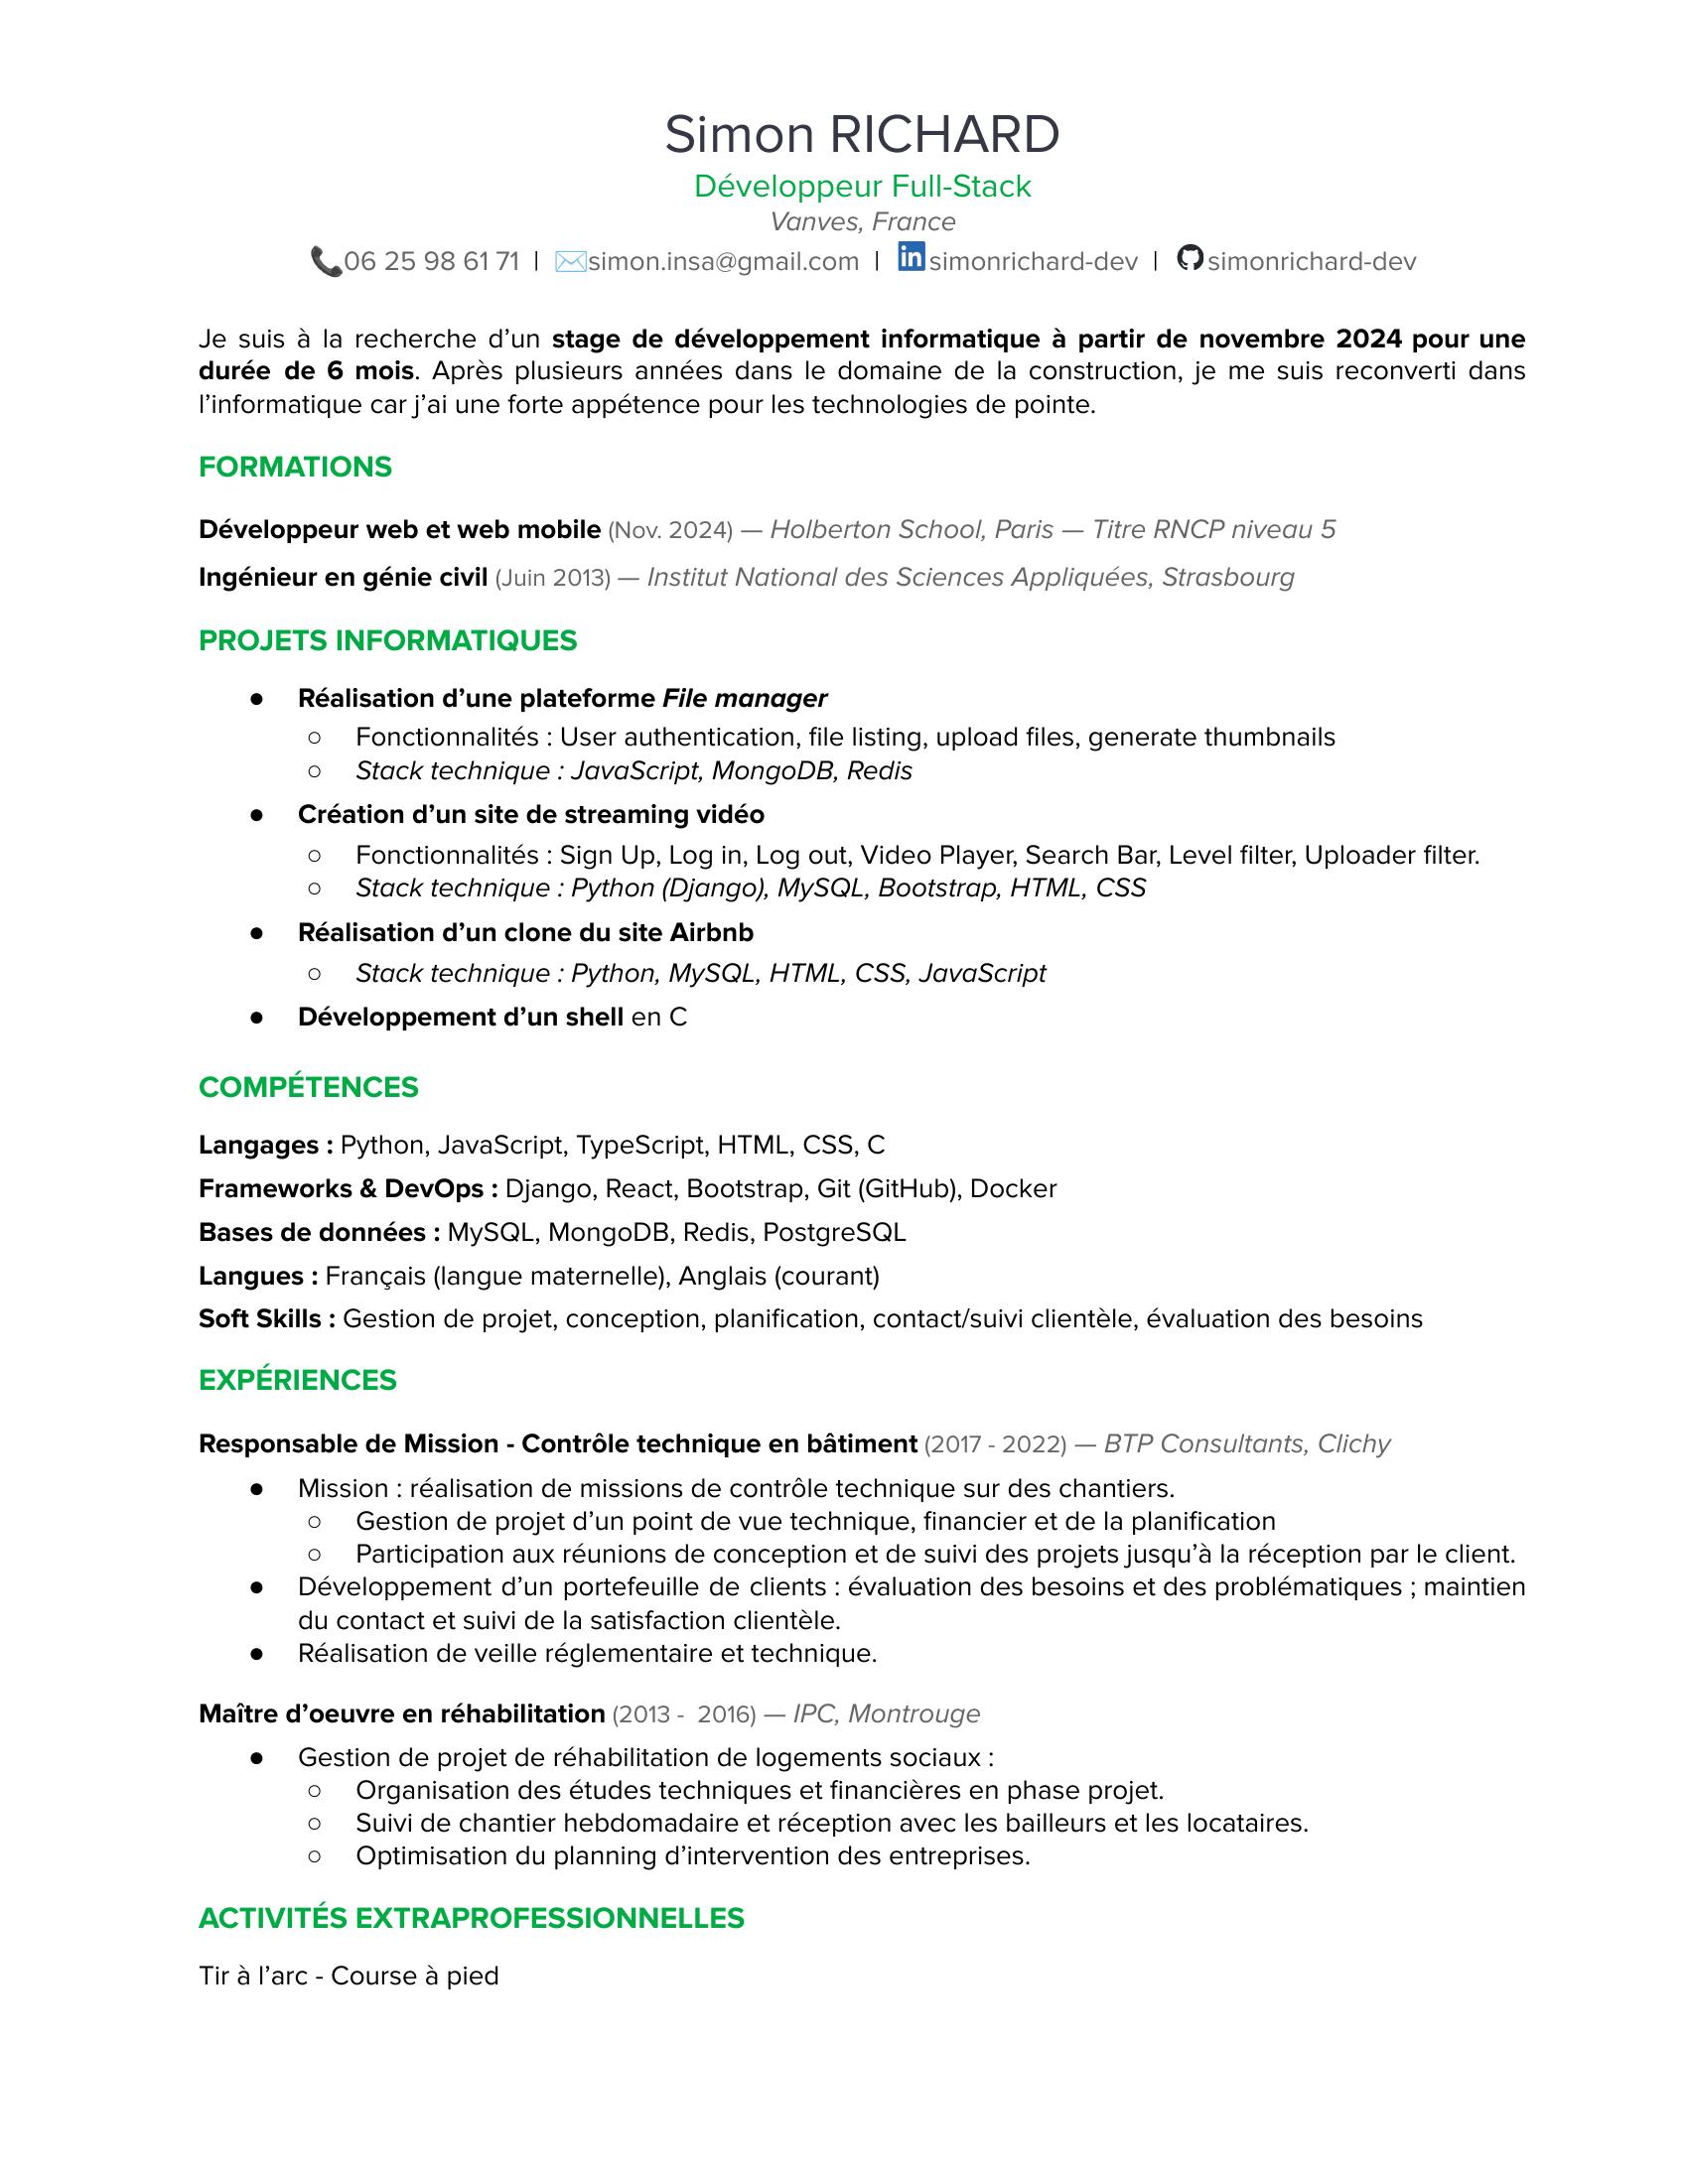 Simon RICHARD
Développeur Full-Stack
Vanves, France
06 25 98 61 71 | simon.insa@gmail.com | simonrichard-dev | simonrichard-dev
Je suis à la recherche d’un stage de développement informatique à partir de novembre 2024 pour une
durée de 6 mois. Après plusieurs années dans le domaine de la construction, je me suis reconverti dans
l’informatique car j’ai une forte appétence pour les technologies de pointe.
FORMATIONS
Développeur web et web mobile (Nov. 2024) — Holberton School, Paris — Titre RNCP niveau 5
Ingénieur en génie civil (Juin 2013) — Institut National des Sciences Appliquées, Strasbourg
PROJETS INFORMATIQUES
● Réalisation d’une plateforme File manager
○ Fonctionnalités : User authentication, file listing, upload files, generate thumbnails
○ Stack technique : JavaScript, MongoDB, Redis
● Création d’un site de streaming vidéo
○ Fonctionnalités : Sign Up, Log in, Log out, Video Player, Search Bar, Level filter, Uploader filter.
○ Stack technique : Python (Django), MySQL, Bootstrap, HTML, CSS
● Réalisation d’un clone du site Airbnb
○ Stack technique : Python, MySQL, HTML, CSS, JavaScript
● Développement d’un shell en C
COMPÉTENCES
Langages : Python, JavaScript, TypeScript, HTML, CSS, C
Frameworks & DevOps : Django, React, Bootstrap, Git (GitHub), Docker
Bases de données : MySQL, MongoDB, Redis, PostgreSQL
Langues : Français (langue maternelle), Anglais (courant)
Soft Skills : Gestion de projet, conception, planification, contact/suivi clientèle, évaluation des besoins
EXPÉRIENCES
Responsable de Mission - Contrôle technique en bâtiment (2017 - 2022) — BTP Consultants, Clichy
● Mission : réalisation de missions de contrôle technique sur des chantiers.
○ Gestion de projet d’un point de vue technique, financier et de la planification
○ Participation aux réunions de conception et de suivi des projets jusqu’à la réception par le client.
● Développement d’un portefeuille de clients : évaluation des besoins et des problématiques ; maintien
du contact et suivi de la satisfaction clientèle.
● Réalisation de veille réglementaire et technique.
Maître d’oeuvre en réhabilitation (2013 - 2016) — IPC, Montrouge
● Gestion de projet de réhabilitation de logements sociaux :
○ Organisation des études techniques et financières en phase projet.
○ Suivi de chantier hebdomadaire et réception avec les bailleurs et les locataires.
○ Optimisation du planning d’intervention des entreprises.
ACTIVITÉS EXTRAPROFESSIONNELLES
Tir à l’arc - Course à pied